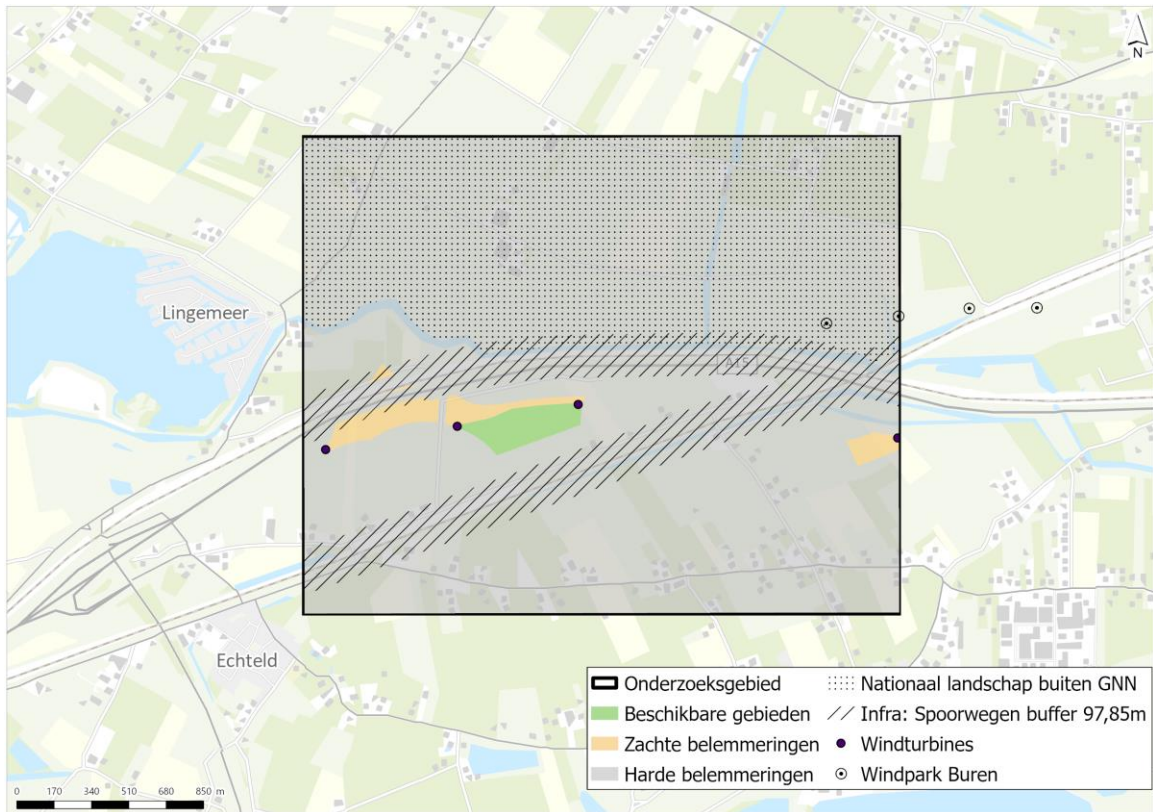 N
Lingemeer
A15
Echteld
Onderzoeksgebied
Beschikbare gebieden
Zachte belemmeringen
Harde belemmeringen
Nationaal landschap buiten GNN
Infra: Spoorwegen buffer 97,85m
Windturbines
Windpark Buren
0 170 340 510 680 850 m